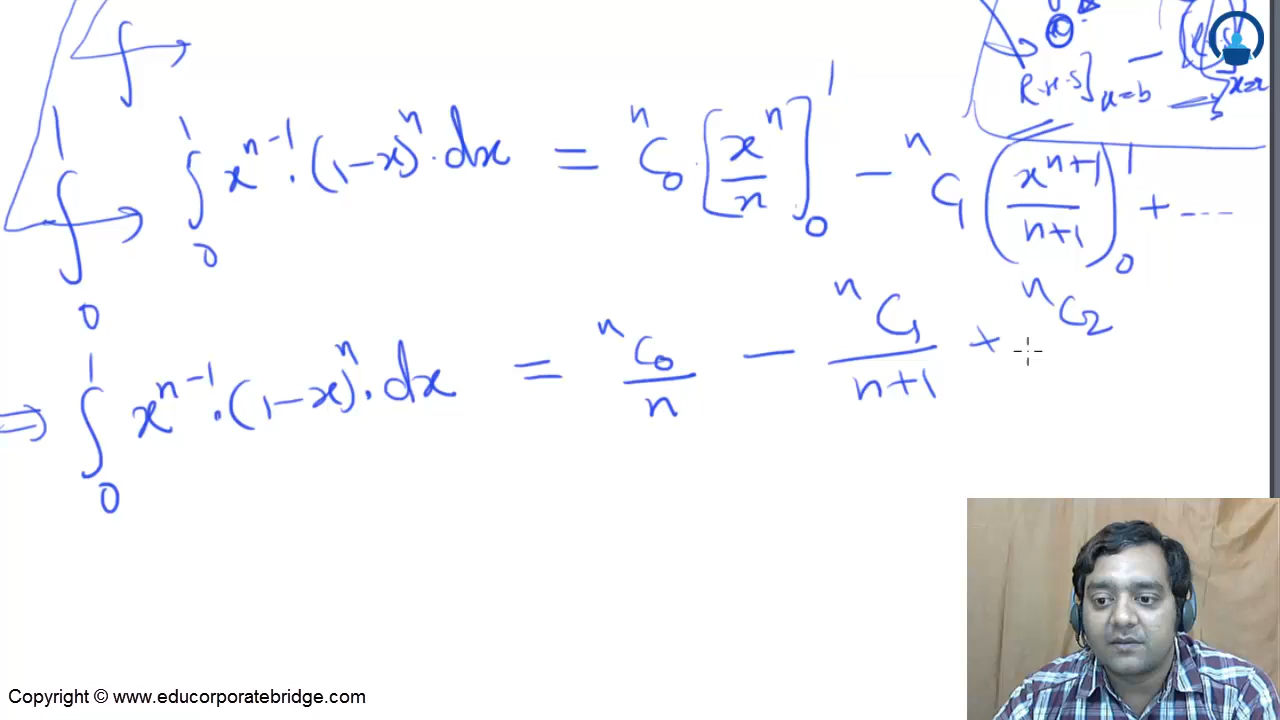 R.H.S]ₓ₌b –
x=a
∫₀¹ ∫₀¹ xⁿ⁻¹.(1-x)ⁿ.dx = ⁿC₀.[xⁿ/n]₀¹ - ⁿC₁(xⁿ⁺¹/n+1)₀¹ + ---
⇒ ∫₀¹ xⁿ⁻¹.(1-x)ⁿ.dx = ⁿC₀/n - ⁿC₁/n+1 + ⁿC₂
Copyright © www.educorporatebridge.com